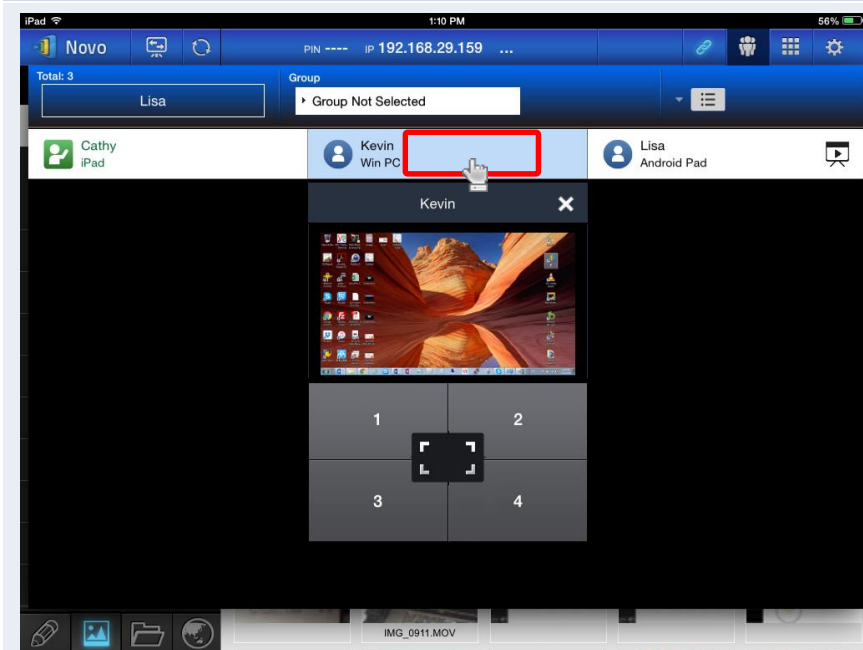 iPad 1:10 PM 56%
Novo PIN ---- IP 192.168.29.159 ...
Total: 3 Group
Lisa Group Not Selected
Cathy
iPad
Kevin
Win PC
Lisa
Android Pad
Kevin
1 2
3 4
IMG_0911.MOV